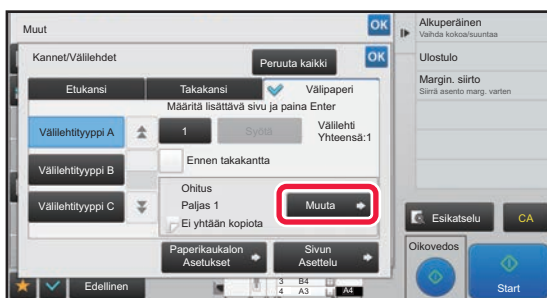 Muut
OK
Kannet/Välilehdet
Peruuta kaikki
OK
Etukansi
Takakansi
Välipaperi
Määritä lisättävä sivu ja paina Enter
Välilehtityyppi A
1
Syötä
Välilehti
Yhteensä:1
Välilehtityyppi B
Ennen takakantta
Välilehtityyppi C
Ohitus
Paljas 1
Ei yhtään kopiota
Muuta
Paperikaukalon
Asetukset
Sivun
Asettelu
Edellinen
3 B4
4 A3
A4
Alkuperäinen
Vaihda kokoa/suuntaa
Ulostulo
Margin. siirto
Siirrä asento marg. varten
Esikatselu
CA
Oikovedos
Start